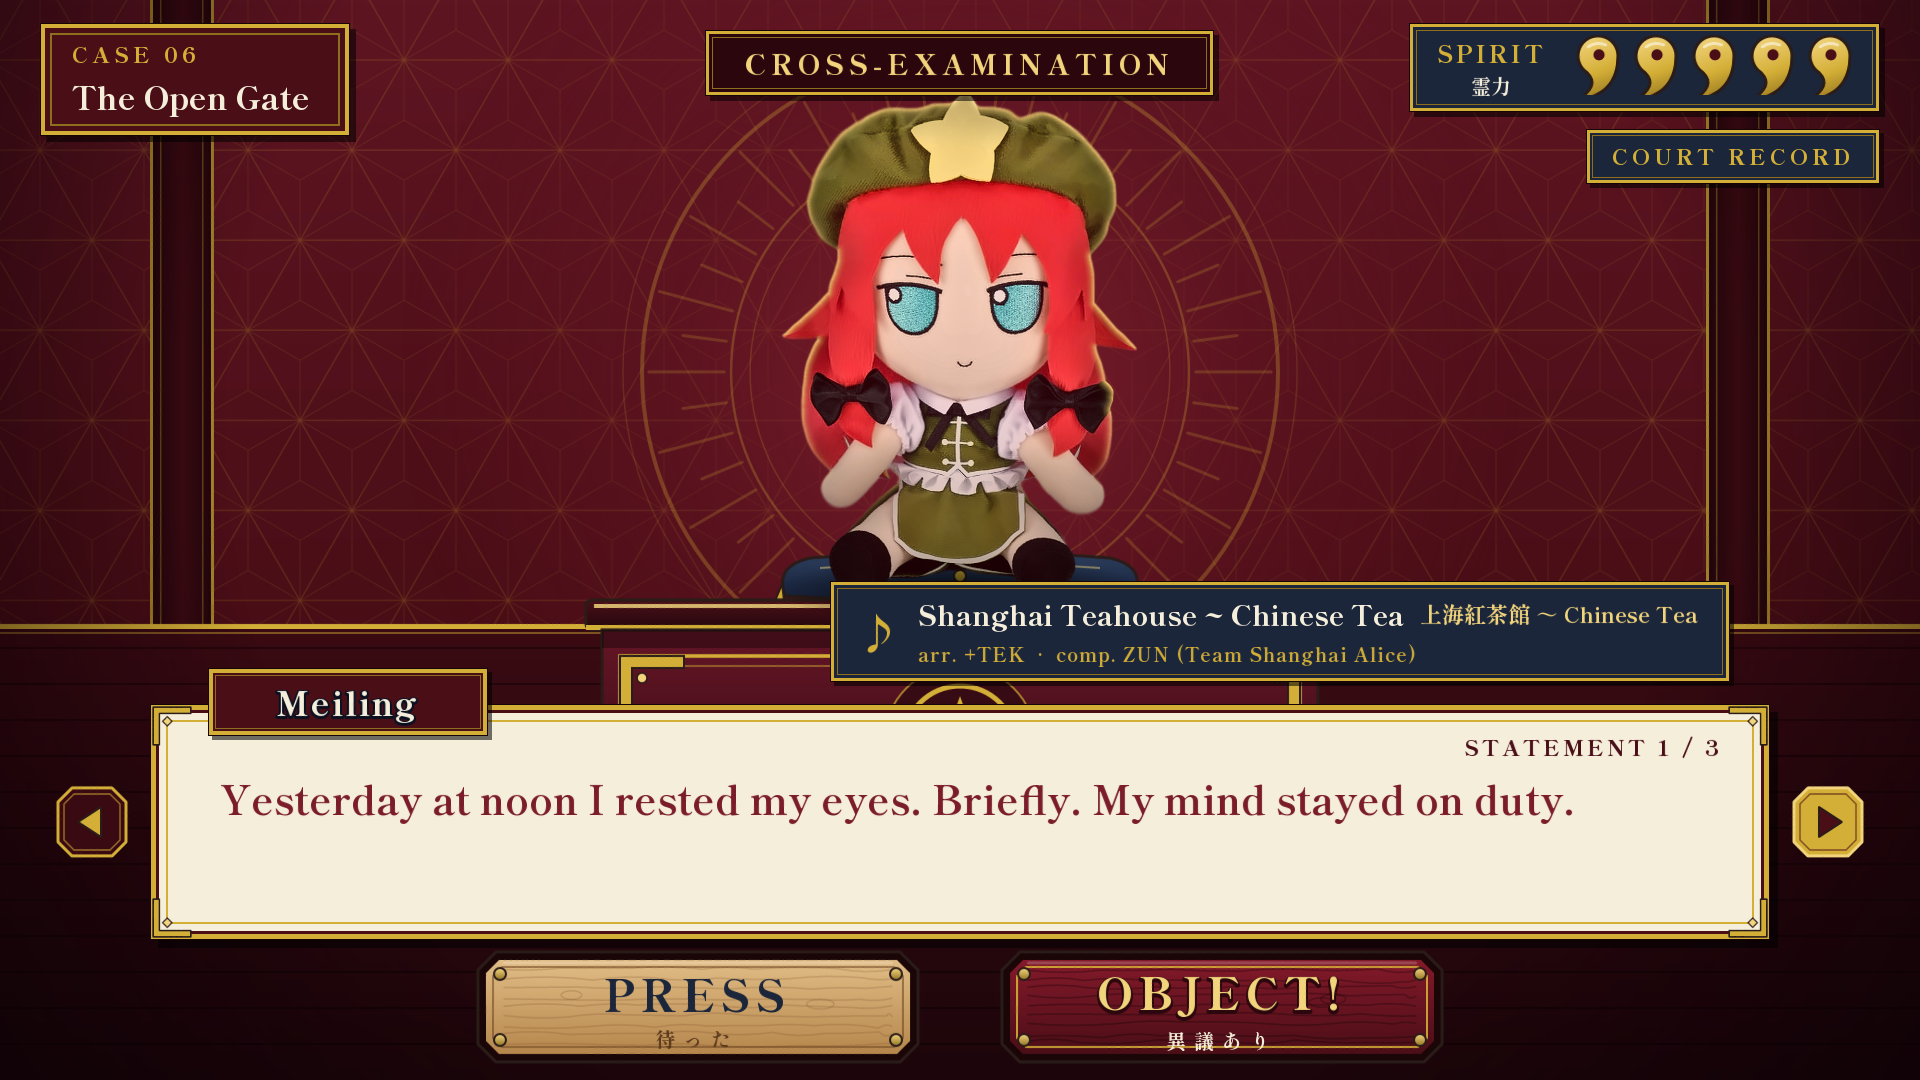 CASE 06
The Open Gate
CROSS-EXAMINATION
SPIRIT
霊力
COURT RECORD
Shanghai Teahouse ~ Chinese Tea 上海紅茶館 ～ Chinese Tea
arr. +TEK · comp. ZUN (Team Shanghai Alice)
Meiling
STATEMENT 1 / 3
Yesterday at noon I rested my eyes. Briefly. My mind stayed on duty.
PRESS
待った
OBJECT!
異議あり